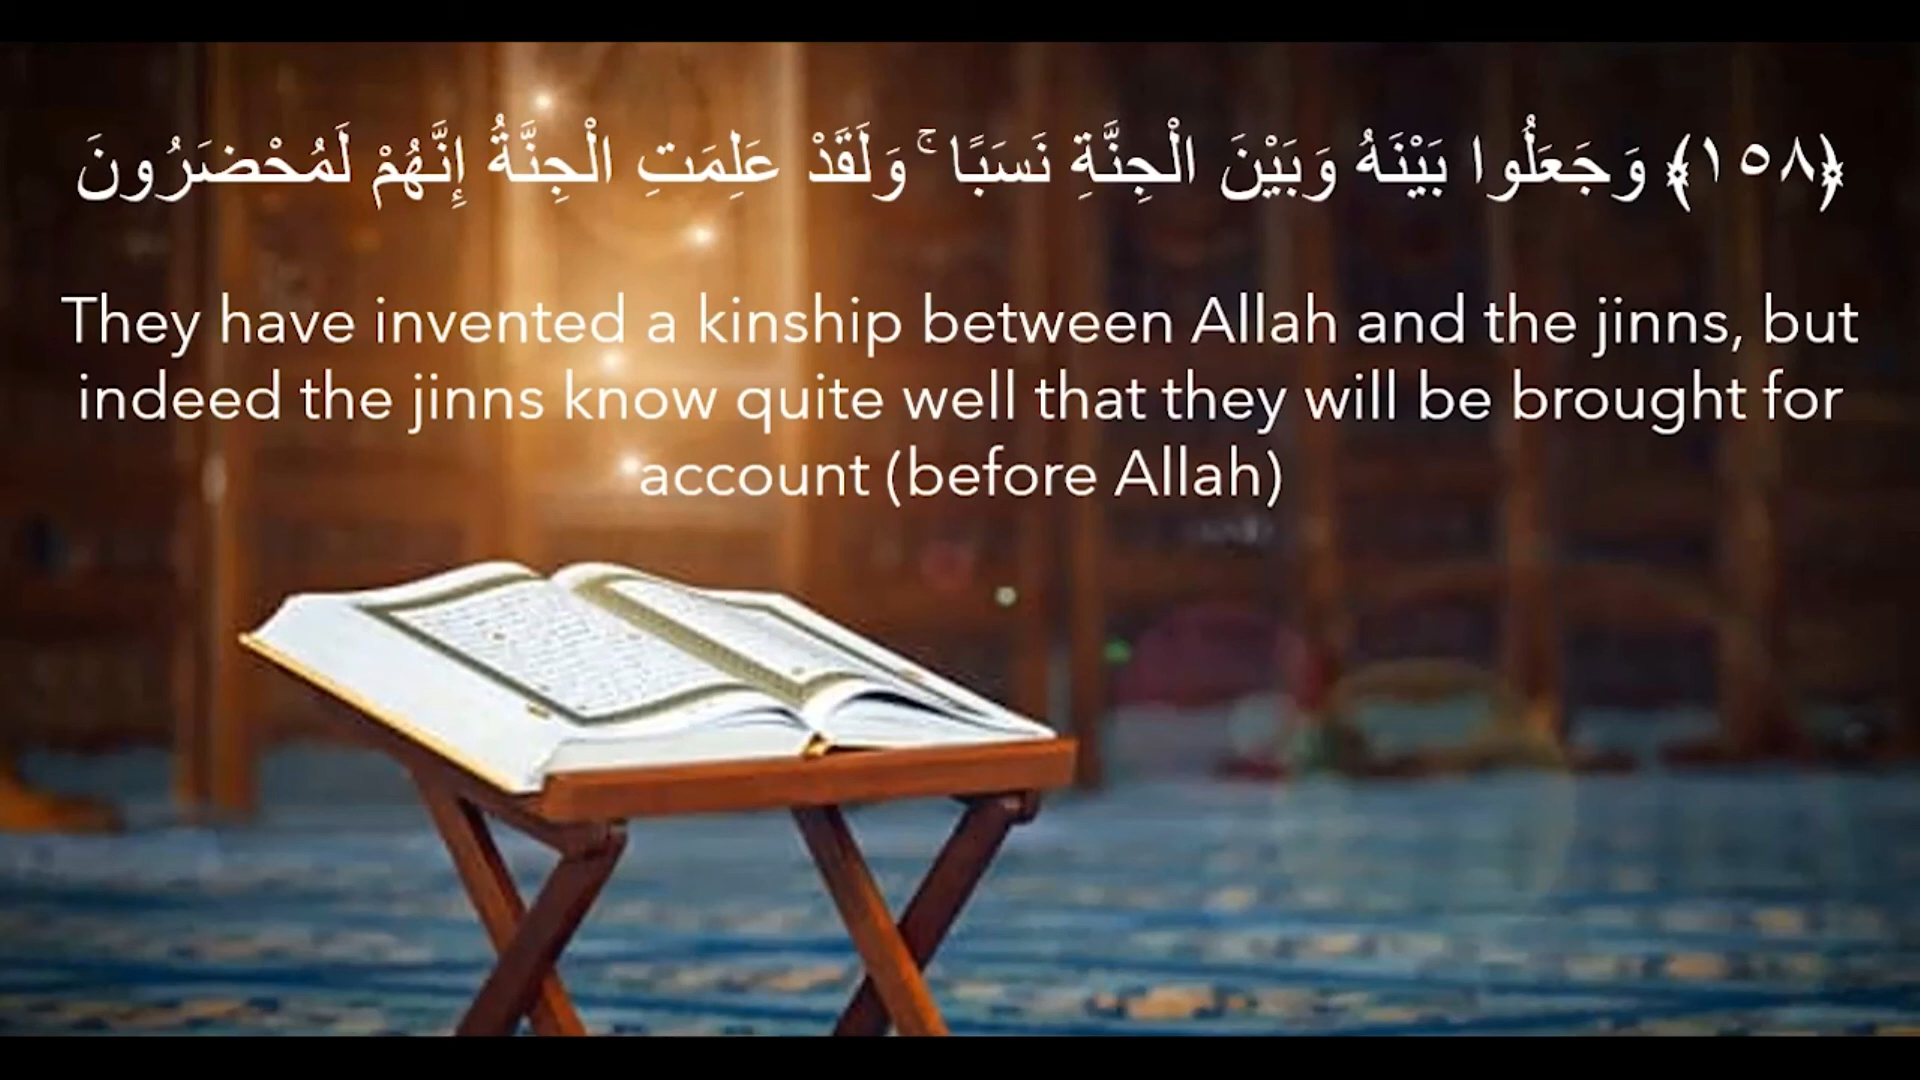 ﴿١٥٨﴾ وَجَعَلُوا بَيْنَهُ وَبَيْنَ الْجِنَّةِ نَسَبًا ۚ وَلَقَدْ عَلِمَتِ الْجِنَّةُ إِنَّهُمْ لَمُحْضَرُونَ
They have invented a kinship between Allah and the jinns, but
indeed the jinns know quite well that they will be brought for
account (before Allah)